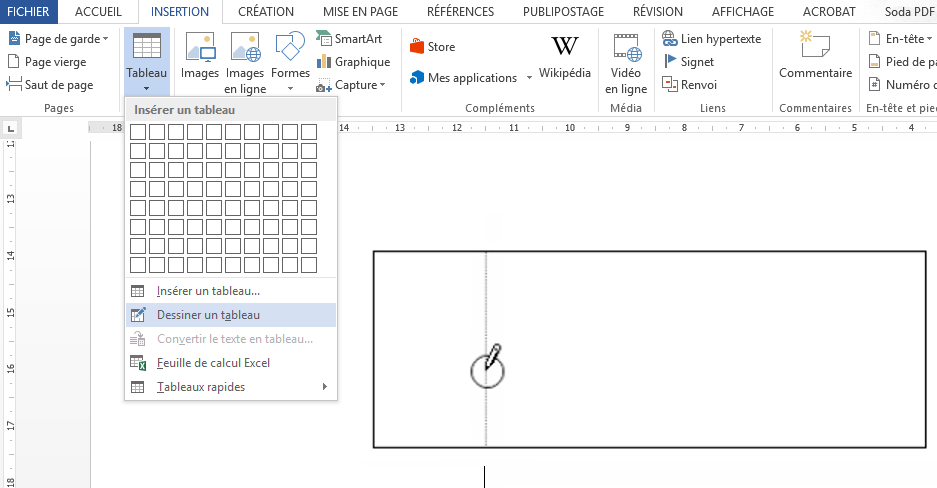 FICHIER ACCUEIL INSERTION CRÉATION MISE EN PAGE RÉFÉRENCES PUBLIPOSTAGE RÉVISION AFFICHAGE ACROBAT Soda PDF
Page de garde
Page vierge
Saut de page
Pages
Tableau
Images
Images en ligne
Formes
SmartArt
Graphique
Capture
Store
Mes applications
W
Wikipédia
Compléments
Vidéo en ligne
Média
Lien hypertexte
Signet
Renvoi
Liens
Commentaire
Commentaires
En-tête
Pied de pa
Numéro d
En-tête et pied
Insérer un tableau
L 18 14 13 12 11 10 9 8 7 6 5 4
Insérer un tableau...
Dessiner un tableau
Convertir le texte en tableau...
Feuille de calcul Excel
Tableaux rapides
13
14
15
16
17
18